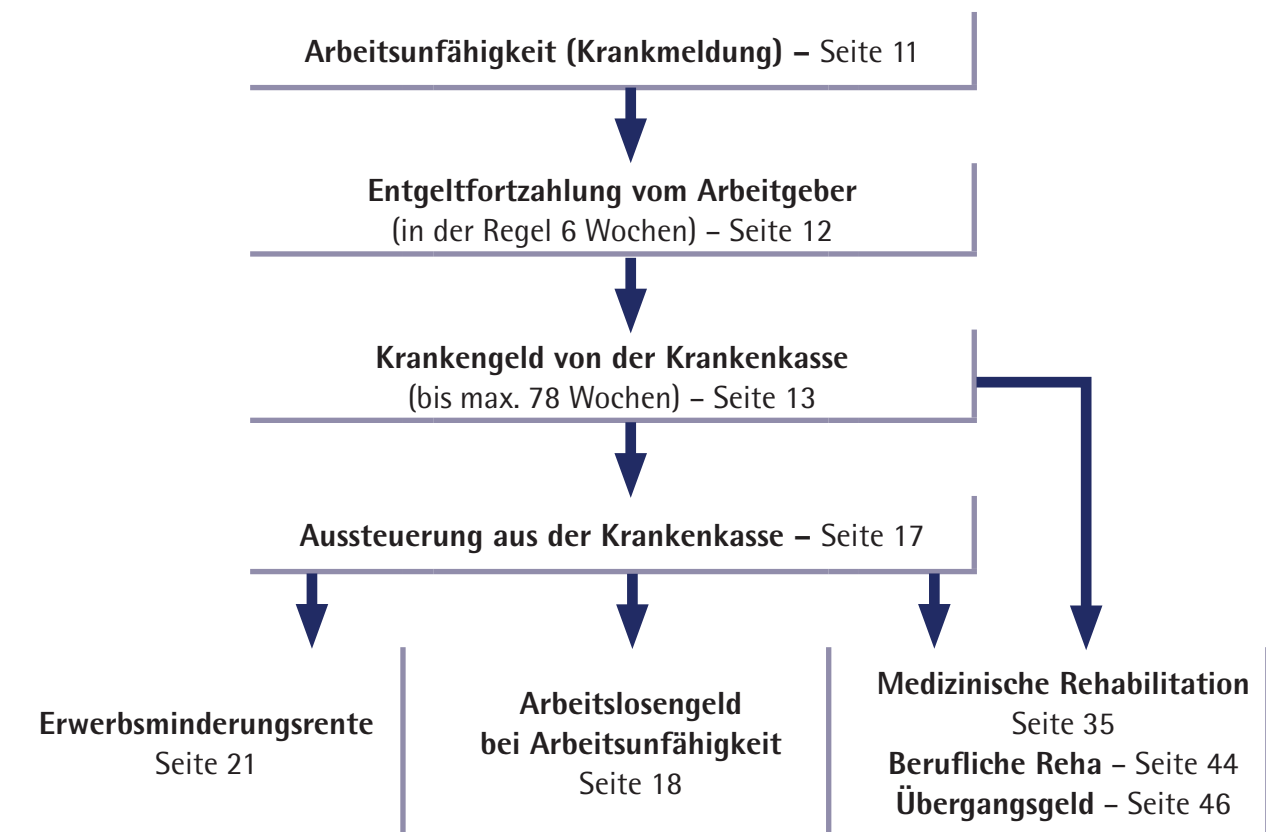 Arbeitsunfähigkeit (Krankmeldung) – Seite 11
Entgeltfortzahlung vom Arbeitgeber
(in der Regel 6 Wochen) – Seite 12
Krankengeld von der Krankenkasse
(bis max. 78 Wochen) – Seite 13
Aussteuerung aus der Krankenkasse – Seite 17
Erwerbsminderungsrente
Seite 21
Arbeitslosengeld
bei Arbeitsunfähigkeit
Seite 18
Medizinische Rehabilitation
Seite 35
Berufliche Reha – Seite 44
Übergangsgeld – Seite 46